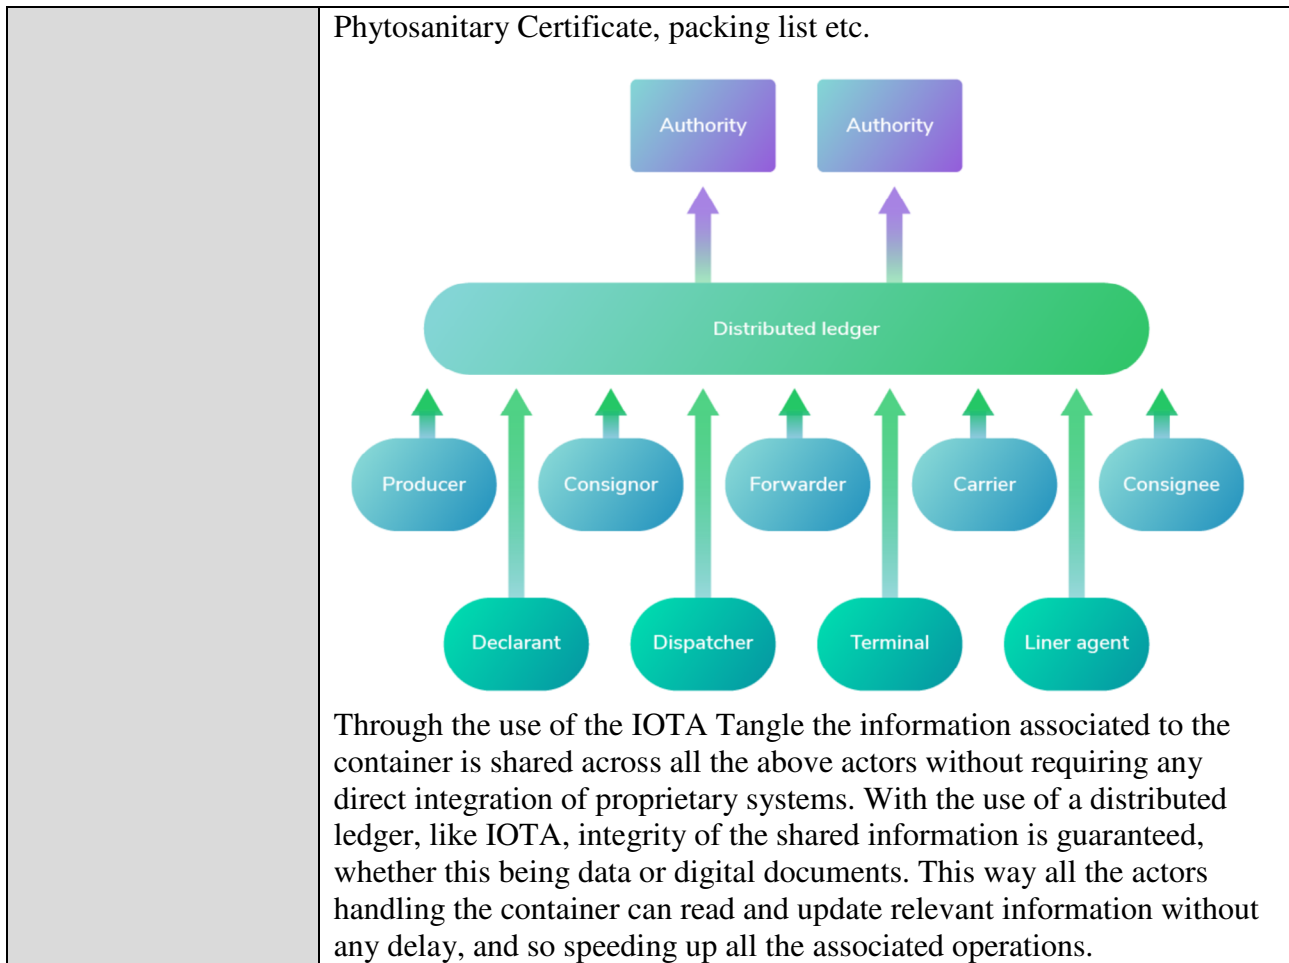 Phytosanitary Certificate, packing list etc.
Authority
Authority
Distributed ledger
Producer
Consignor
Forwarder
Carrier
Consignee
Declarant
Dispatcher
Terminal
Liner agent
Through the use of the IOTA Tangle the information associated to the
container is shared across all the above actors without requiring any
direct integration of proprietary systems. With the use of a distributed
ledger, like IOTA, integrity of the shared information is guaranteed,
whether this being data or digital documents. This way all the actors
handling the container can read and update relevant information without
any delay, and so speeding up all the associated operations.